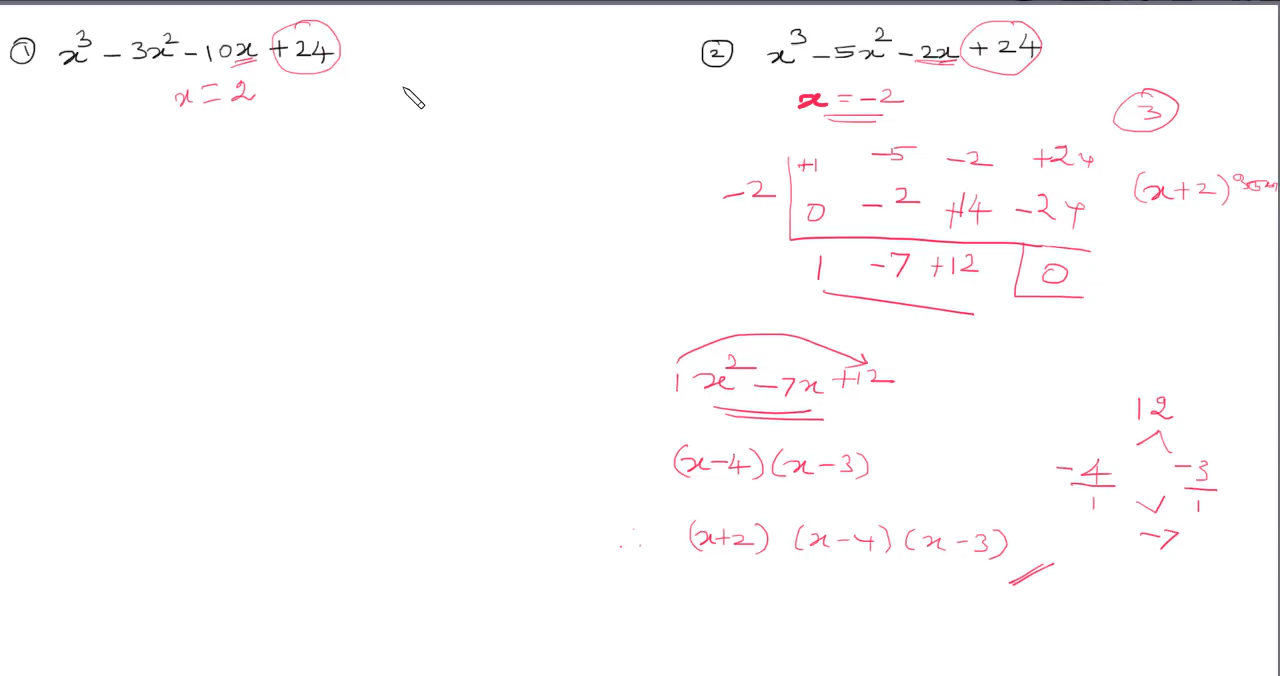 ① x³ - 3x² - 10x + 24
x = 2
② x³ - 5x² - 2x + 24
x = -2
3
+1 -5 -2 +24
-2 0 -2 +14 -24
(x+2)
1 -7 +12 0
1x² - 7x + 12
(x-4)(x-3)
12
-4/1 -3/1
-7
∴ (x+2) (x-4)(x-3)